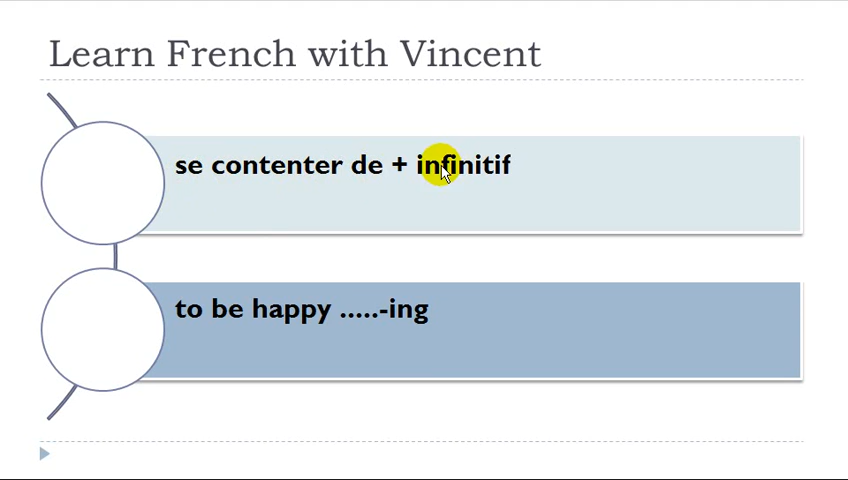 Learn French with Vincent
se contenter de + infinitif
to be happy .....-ing